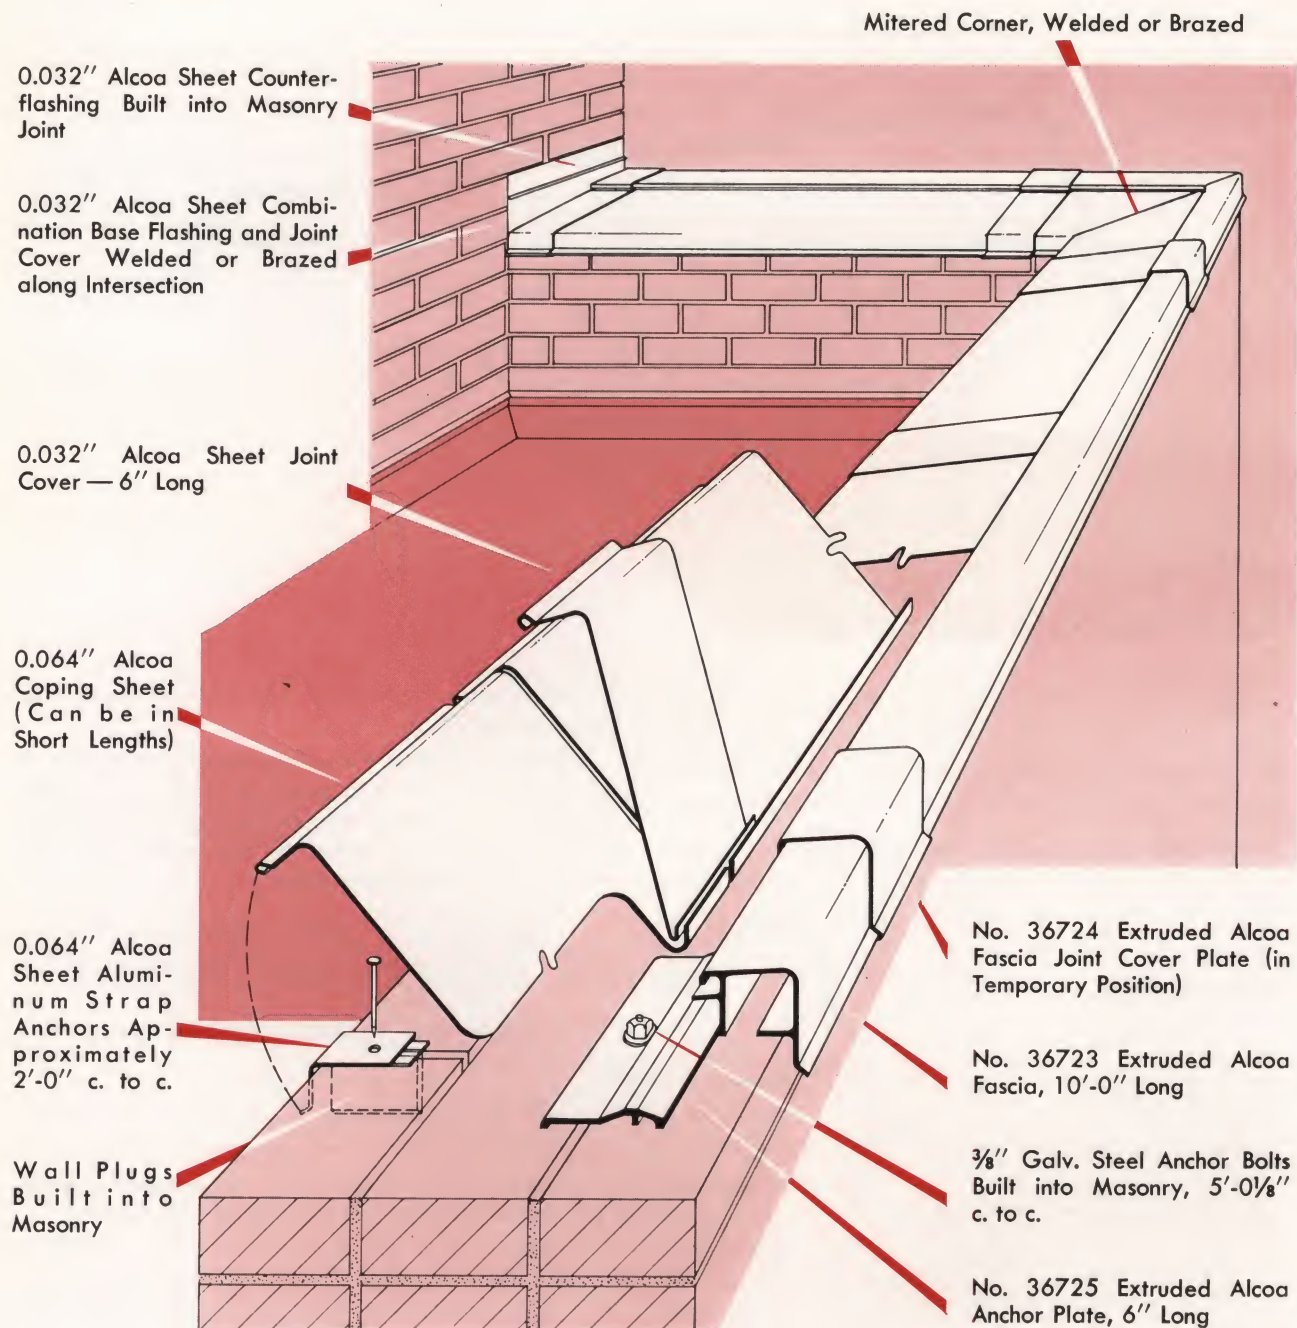 Mitered Corner, Welded or Brazed
0.032″ Alcoa Sheet Counter-
flashing Built into Masonry
Joint
0.032″ Alcoa Sheet Combi-
nation Base Flashing and Joint
Cover Welded or Brazed
along Intersection
0.032″ Alcoa Sheet Joint
Cover — 6″ Long
0.064″ Alcoa
Coping Sheet
(Can be in
Short Lengths)
0.064″ Alcoa
Sheet Alumi-
num Strap
Anchors Ap-
proximately
2′-0″ c. to c.
Wall Plugs
Built into
Masonry
No. 36724 Extruded Alcoa
Fascia Joint Cover Plate (in
Temporary Position)
No. 36723 Extruded Alcoa
Fascia, 10′-0″ Long
⅜″ Galv. Steel Anchor Bolts
Built into Masonry, 5′-0⅛″
c. to c.
No. 36725 Extruded Alcoa
Anchor Plate, 6″ Long